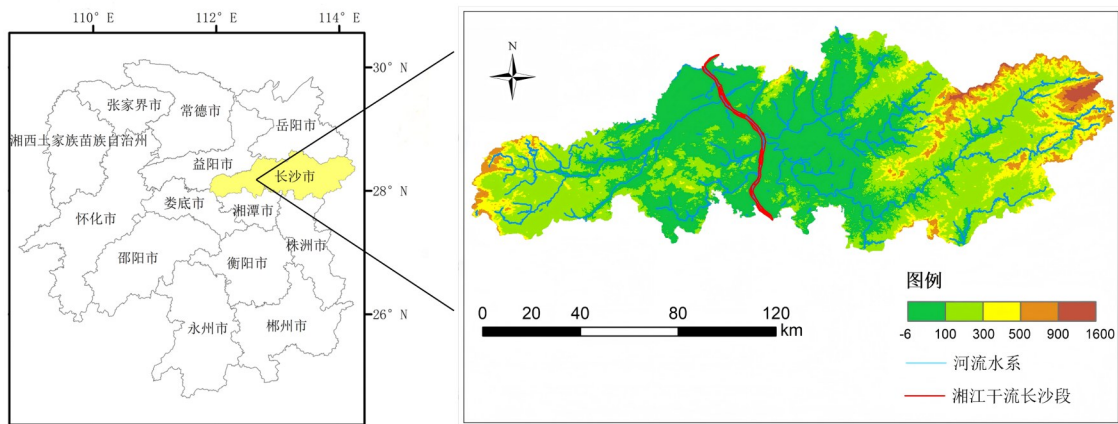 110° E
112° E
114° E
30° N
张家界市
常德市
岳阳市
湘西土家族苗族自治州
益阳市
长沙市
28° N
娄底市
湘潭市
怀化市
株洲市
邵阳市
衡阳市
永州市
郴州市
26° N
N
图例
0 20 40 80 120
km
-6 100 300 500 900 1600
河流水系
湘江干流长沙段